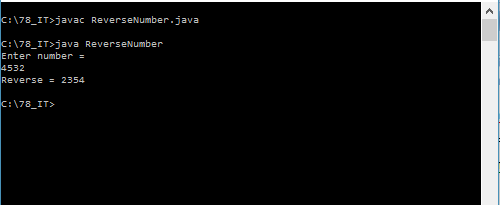 C:\78_IT>javac ReverseNumber.java
C:\78_IT>java ReverseNumber
Enter number =
4532
Reverse = 2354
C:\78_IT>